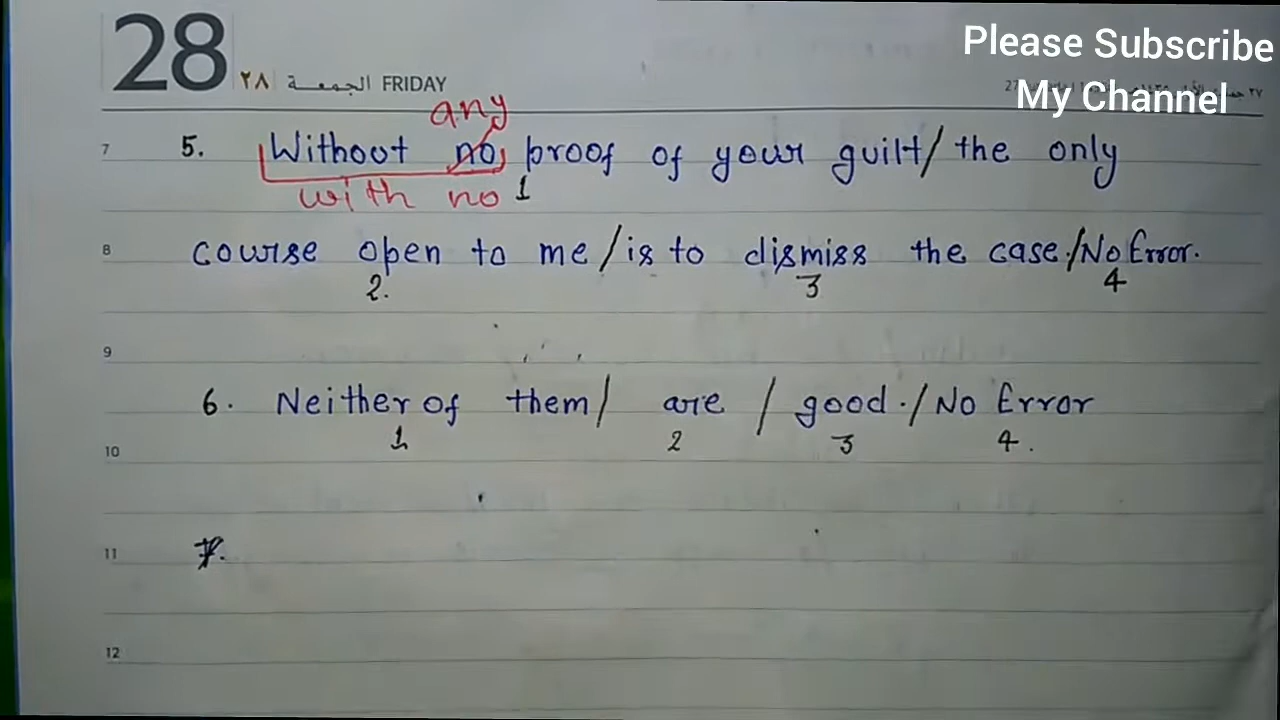 Please Subscribe
My Channel
28 ٢٨ الجمعة FRIDAY
any
7 5. Without no proof of your guilt/ the only
with no 1
8 course open to me / is to dismiss the case./No Error.
2. 3 4
9
6. Neither of them / are / good. / No Error
1 2 3 4.
10
11 7.
12